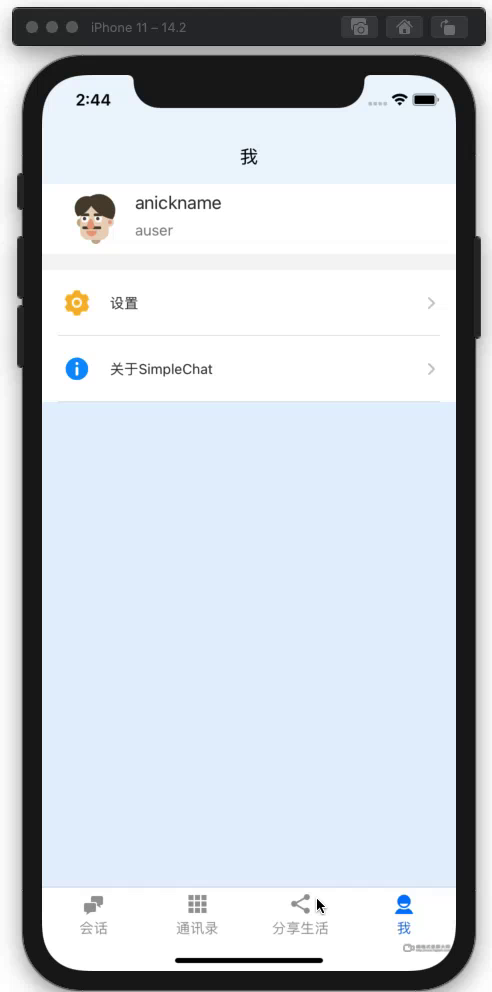 iPhone 11 – 14.2
2:44
我
anickname
auser
设置
关于SimpleChat
会话
通讯录
分享生活
我